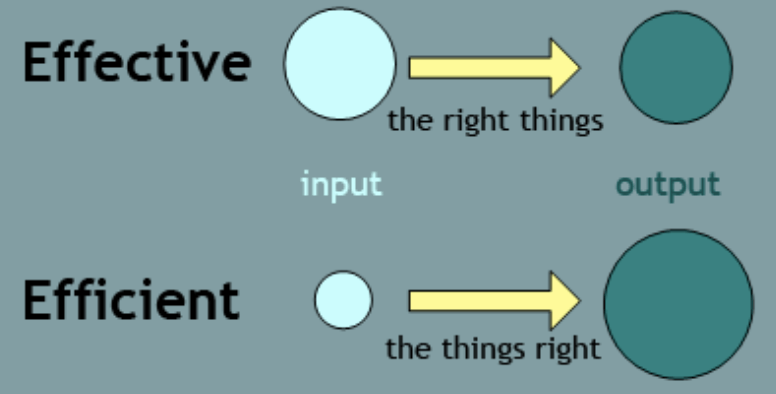 Effective
the right things
input output
Efficient
the things right